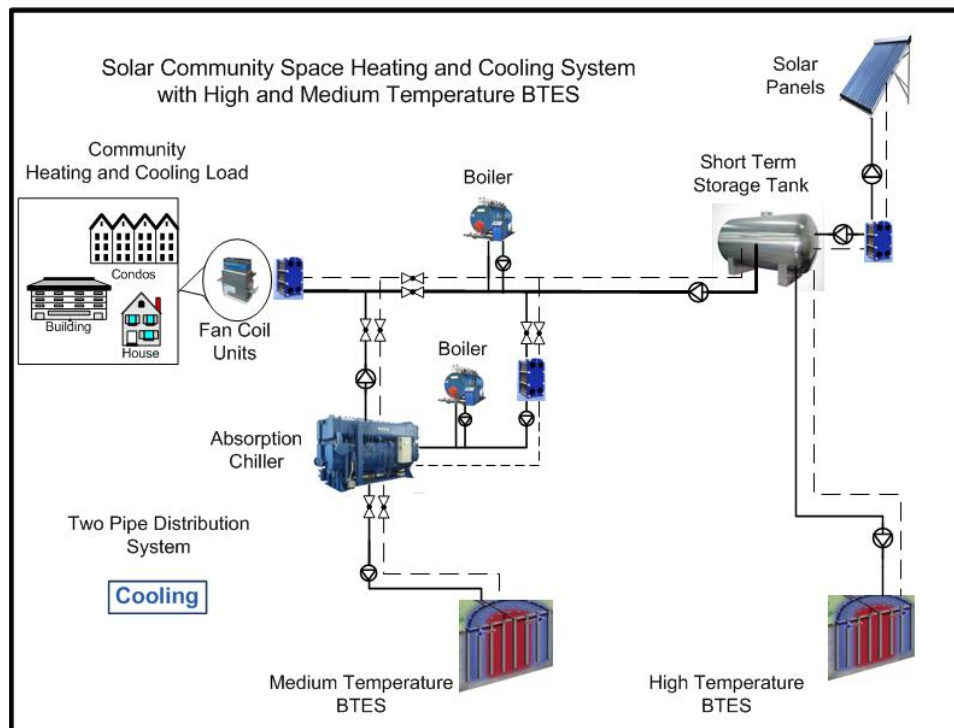 Solar Community Space Heating and Cooling System
with High and Medium Temperature BTES
Solar
Panels
Community
Heating and Cooling Load
Boiler
Short Term
Storage Tank
Condos
Building
House
Fan Coil
Units
Boiler
Absorption
Chiller
Two Pipe Distribution
System
Cooling
Medium Temperature
BTES
High Temperature
BTES